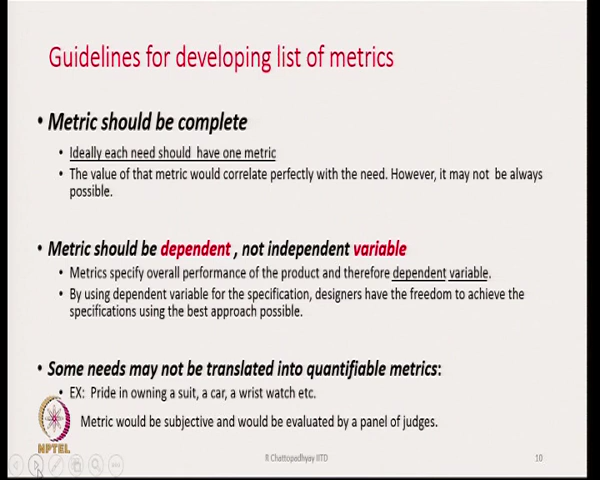 Guidelines for developing list of metrics
• Metric should be complete
• Ideally each need should have one metric
• The value of that metric would correlate perfectly with the need. However, it may not be always
possible.
• Metric should be dependent , not independent variable
• Metrics specify overall performance of the product and therefore dependent variable.
• By using dependent variable for the specification, designers have the freedom to achieve the
specifications using the best approach possible.
• Some needs may not be translated into quantifiable metrics:
• EX: Pride in owning a suit, a car, a wrist watch etc.
Metric would be subjective and would be evaluated by a panel of judges.
NPTEL
R Chattopadhyay IITD
10